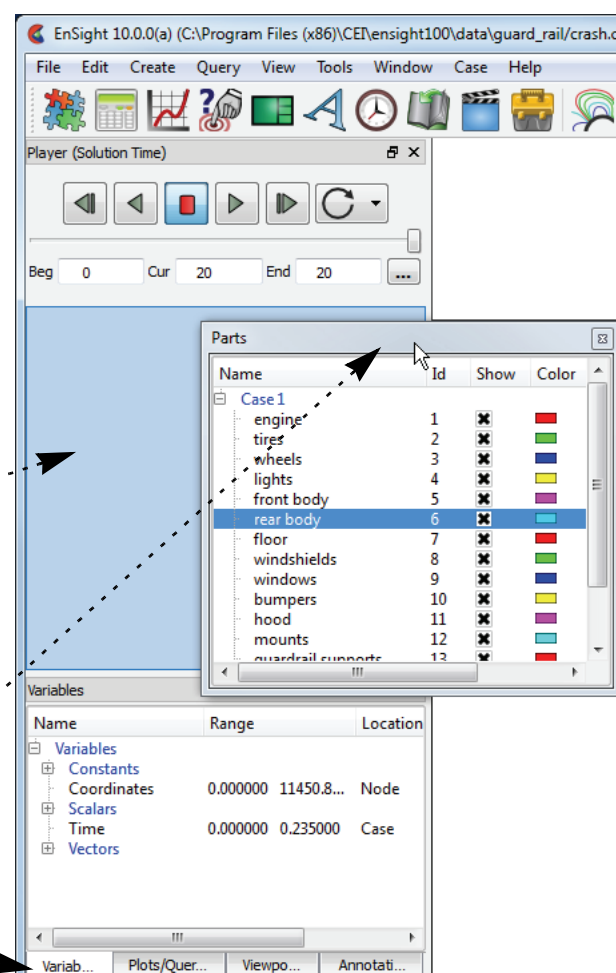 EnSight 10.0.0(a) (C:\Program Files (x86)\CEI\ensight100\data\guard_rail/crash.c
File Edit Create Query View Tools Window Case Help
Player (Solution Time)
Beg 0 Cur 20 End 20 ...
Parts
Name Id Show Color
Case 1
engine 1
tires 2
wheels 3
lights 4
front body 5
rear body 6
floor 7
windshields 8
windows 9
bumpers 10
hood 11
mounts 12
guardrail supports 13
Variables
Name Range Location
Variables
Constants
Coordinates 0.000000 11450.8... Node
Scalars
Time 0.000000 0.235000 Case
Vectors
Variab... Plots/Quer... Viewpo... Annotati...